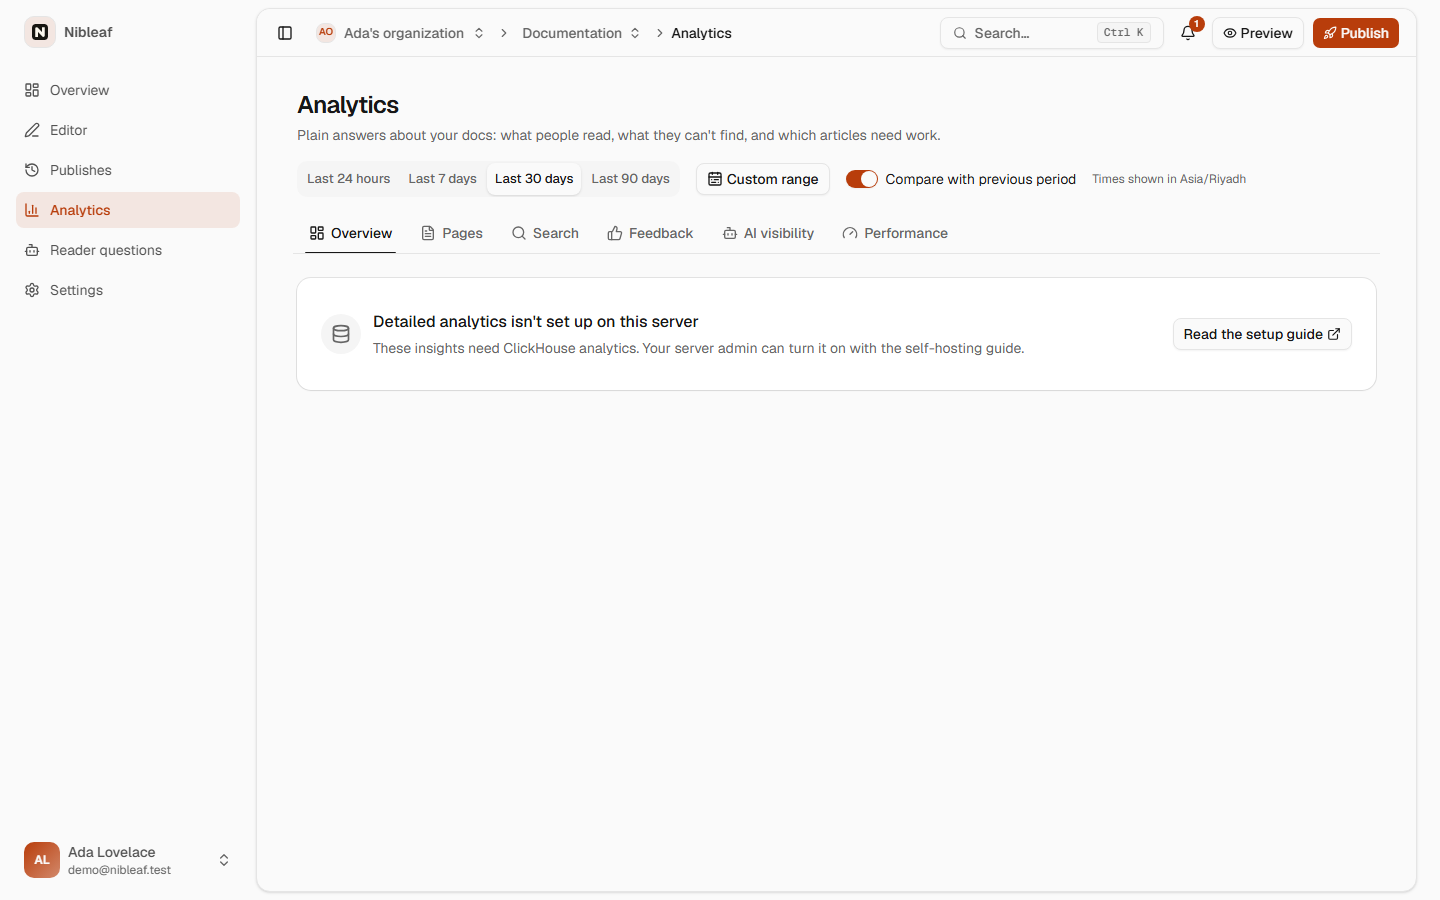 Nibleaf
Overview
Editor
Publishes
Analytics
Reader questions
Settings
AL
Ada Lovelace
demo@nibleaf.test
AO Ada's organization Documentation Analytics
Search... Ctrl K
1
Preview
Publish
Analytics
Plain answers about your docs: what people read, what they can't find, and which articles need work.
Last 24 hours Last 7 days Last 30 days Last 90 days Custom range Compare with previous period Times shown in Asia/Riyadh
Overview Pages Search Feedback AI visibility Performance
Detailed analytics isn't set up on this server
These insights need ClickHouse analytics. Your server admin can turn it on with the self-hosting guide.
Read the setup guide